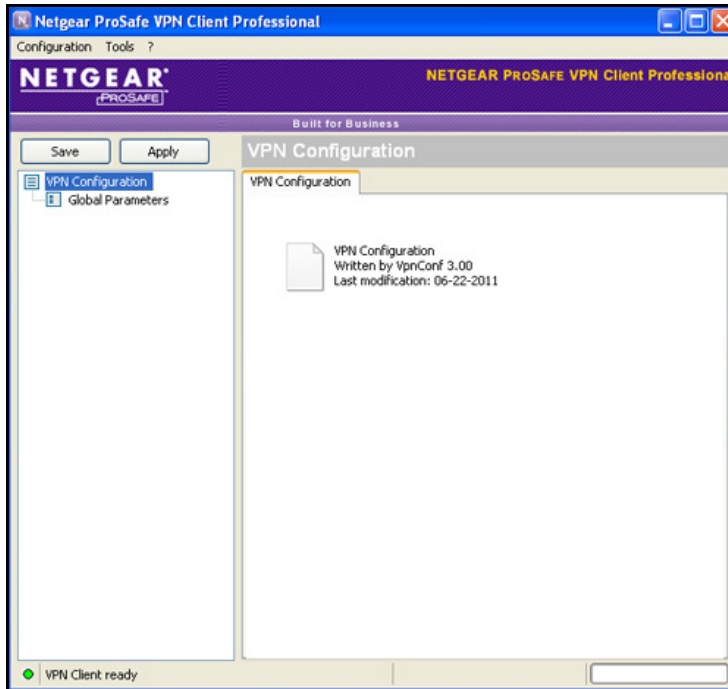 Netgear ProSafe VPN Client Professional
Configuration Tools ?
NETGEAR®
PROSAFE
NETGEAR PROSAFE VPN Client Professional
Built for Business
Save Apply
VPN Configuration
VPN Configuration
Global Parameters
VPN Configuration
VPN Configuration
Written by VpnConf 3.00
Last modification: 06-22-2011
VPN Client ready